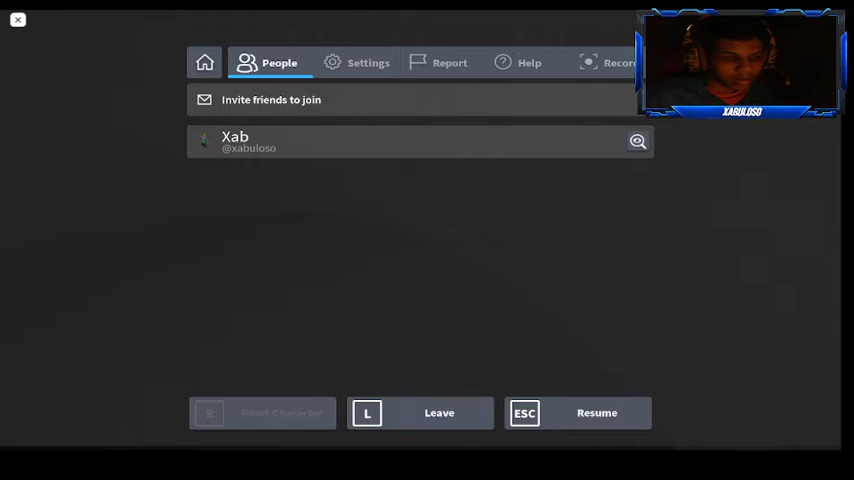 People
Settings
Report
Help
Recor
XABULOSO
Invite friends to join
Xab
@xabuloso
R Reset Character
L Leave
ESC Resume